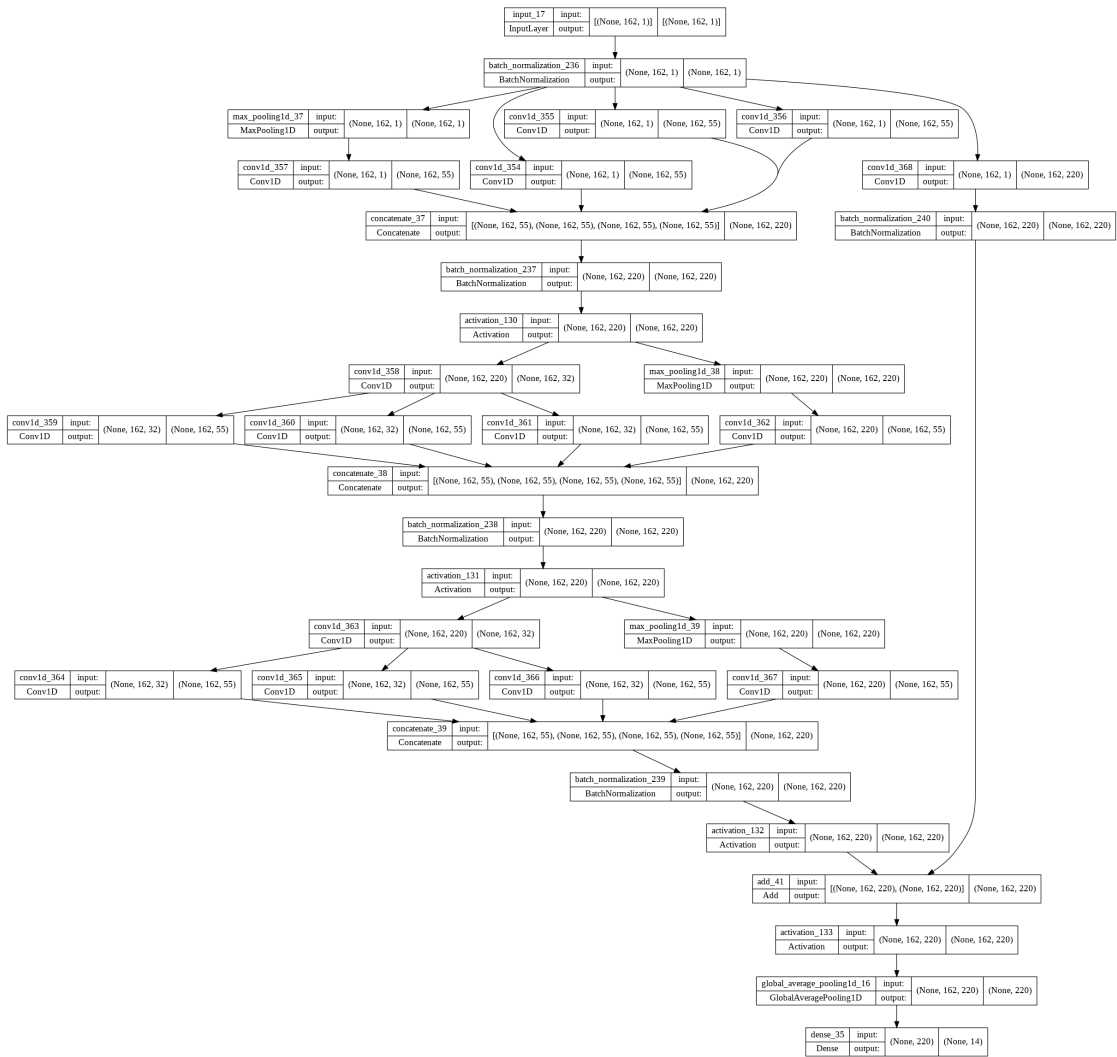 input_17 input: [(None, 162, 1)] [(None, 162, 1)]
InputLayer output:
batch_normalization_236 input: (None, 162, 1) (None, 162, 1)
BatchNormalization output:
max_pooling1d_37 input: (None, 162, 1) (None, 162, 1)
MaxPooling1D output:
conv1d_355 input: (None, 162, 1) (None, 162, 55)
Conv1D output:
conv1d_356 input: (None, 162, 1) (None, 162, 55)
Conv1D output:
conv1d_357 input: (None, 162, 1) (None, 162, 55)
Conv1D output:
conv1d_354 input: (None, 162, 1) (None, 162, 55)
Conv1D output:
conv1d_368 input: (None, 162, 1) (None, 162, 220)
Conv1D output:
concatenate_37 input: [(None, 162, 55), (None, 162, 55), (None, 162, 55), (None, 162, 55)] (None, 162, 220)
Concatenate output:
batch_normalization_240 input: (None, 162, 220) (None, 162, 220)
BatchNormalization output:
batch_normalization_237 input: (None, 162, 220) (None, 162, 220)
BatchNormalization output:
activation_130 input: (None, 162, 220) (None, 162, 220)
Activation output:
conv1d_358 input: (None, 162, 220) (None, 162, 32)
Conv1D output:
max_pooling1d_38 input: (None, 162, 220) (None, 162, 220)
MaxPooling1D output:
conv1d_359 input: (None, 162, 32) (None, 162, 55)
Conv1D output:
conv1d_360 input: (None, 162, 32) (None, 162, 55)
Conv1D output:
conv1d_361 input: (None, 162, 32) (None, 162, 55)
Conv1D output:
conv1d_362 input: (None, 162, 220) (None, 162, 55)
Conv1D output:
concatenate_38 input: [(None, 162, 55), (None, 162, 55), (None, 162, 55), (None, 162, 55)] (None, 162, 220)
Concatenate output:
batch_normalization_238 input: (None, 162, 220) (None, 162, 220)
BatchNormalization output:
activation_131 input: (None, 162, 220) (None, 162, 220)
Activation output:
conv1d_363 input: (None, 162, 220) (None, 162, 32)
Conv1D output:
max_pooling1d_39 input: (None, 162, 220) (None, 162, 220)
MaxPooling1D output:
conv1d_364 input: (None, 162, 32) (None, 162, 55)
Conv1D output:
conv1d_365 input: (None, 162, 32) (None, 162, 55)
Conv1D output:
conv1d_366 input: (None, 162, 32) (None, 162, 55)
Conv1D output:
conv1d_367 input: (None, 162, 220) (None, 162, 55)
Conv1D output:
concatenate_39 input: [(None, 162, 55), (None, 162, 55), (None, 162, 55), (None, 162, 55)] (None, 162, 220)
Concatenate output:
batch_normalization_239 input: (None, 162, 220) (None, 162, 220)
BatchNormalization output:
activation_132 input: (None, 162, 220) (None, 162, 220)
Activation output:
add_41 input: [(None, 162, 220), (None, 162, 220)] (None, 162, 220)
Add output:
activation_133 input: (None, 162, 220) (None, 162, 220)
Activation output:
global_average_pooling1d_16 input: (None, 162, 220) (None, 220)
GlobalAveragePooling1D output:
dense_35 input: (None, 220) (None, 14)
Dense output: